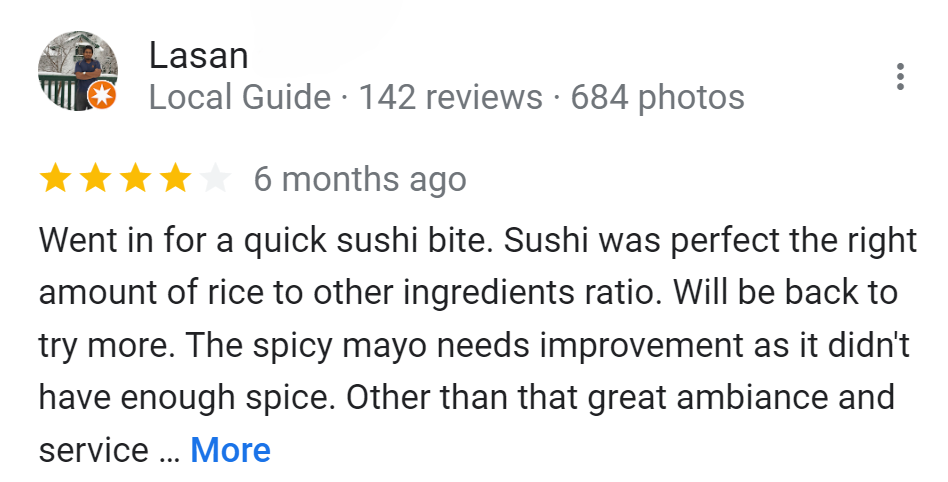 Lasan
Local Guide · 142 reviews · 684 photos
6 months ago
Went in for a quick sushi bite. Sushi was perfect the right
amount of rice to other ingredients ratio. Will be back to
try more. The spicy mayo needs improvement as it didn't
have enough spice. Other than that great ambiance and
service ... More